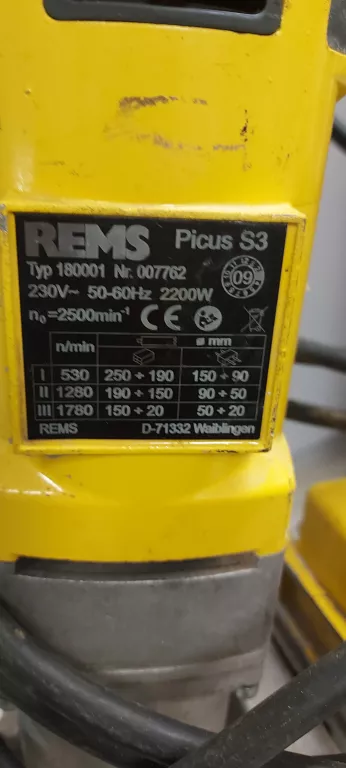 REMS Picus S3
Typ 180001 Nr. 007762
09
230V~ 50-60Hz 2200W
n₀=2500min⁻¹ CE
n/min ø mm
I 530 250 ÷ 190 150 ÷ 90
II 1280 190 ÷ 150 90 ÷ 50
III 1780 150 ÷ 20 50 ÷ 20
REMS D-71332 Waiblingen